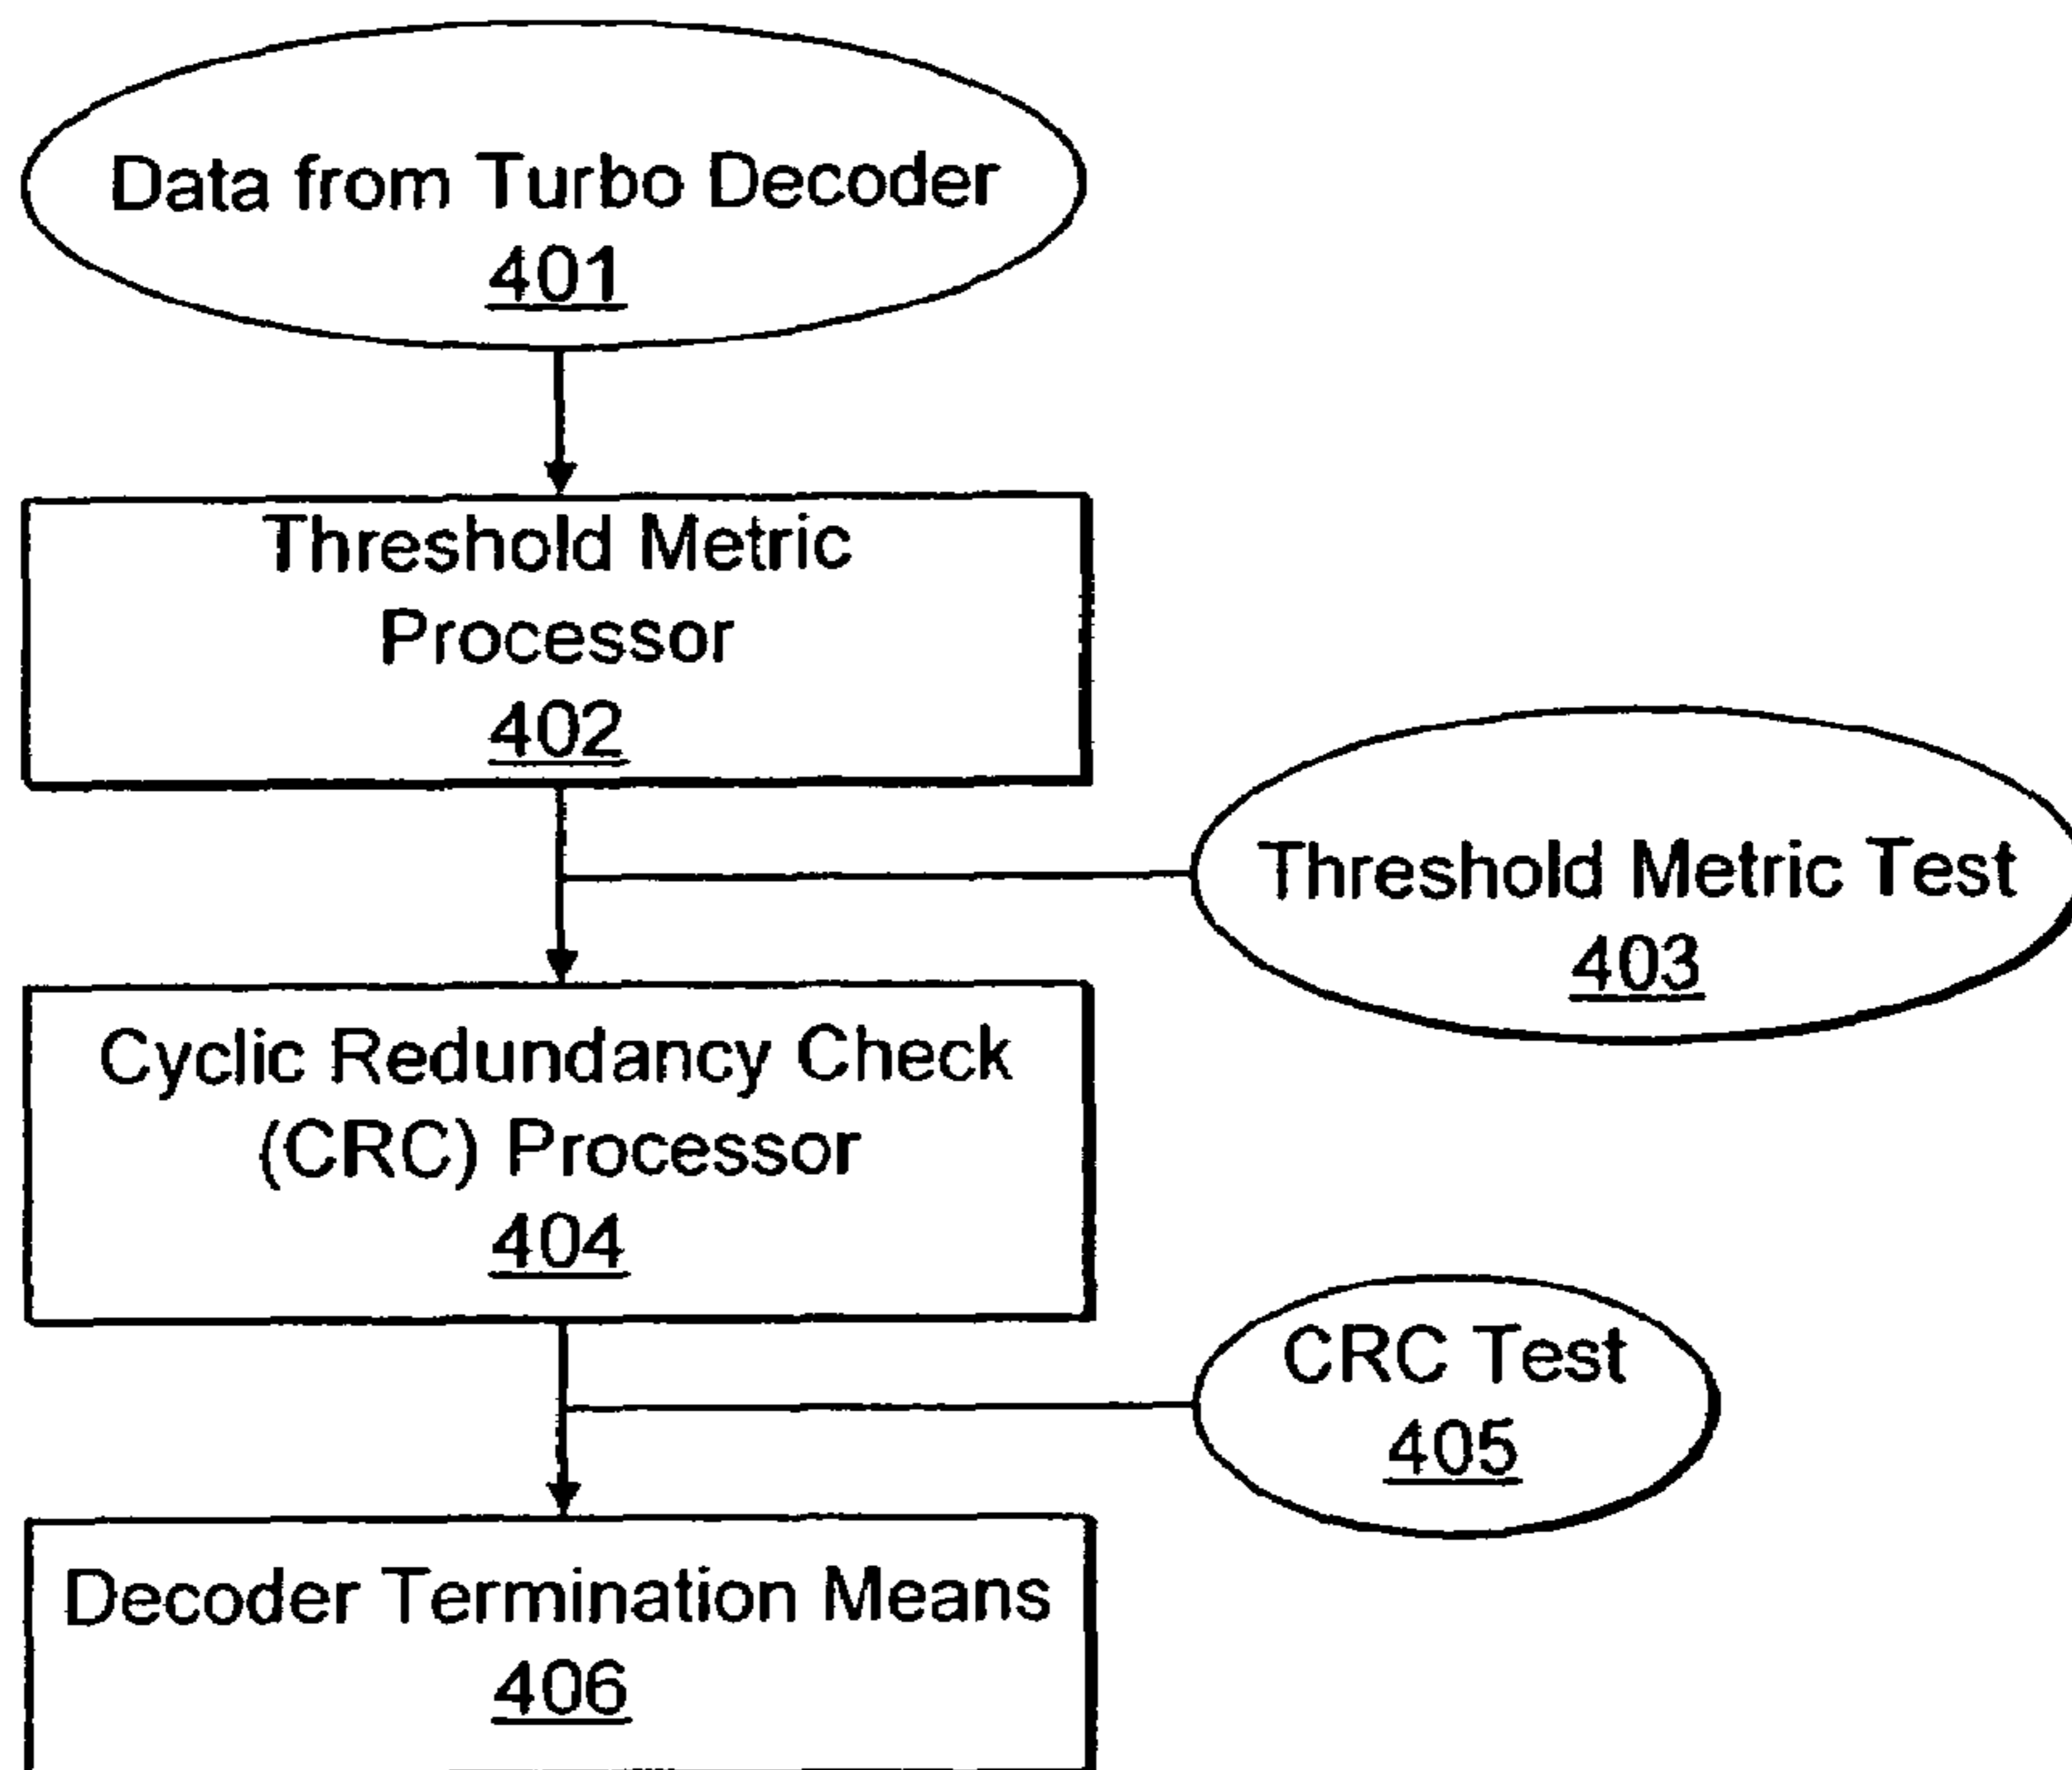 Data from Turbo Decoder
401
Threshold Metric
Processor
402
Threshold Metric Test
403
Cyclic Redundancy Check
(CRC) Processor
404
CRC Test
405
Decoder Termination Means
406